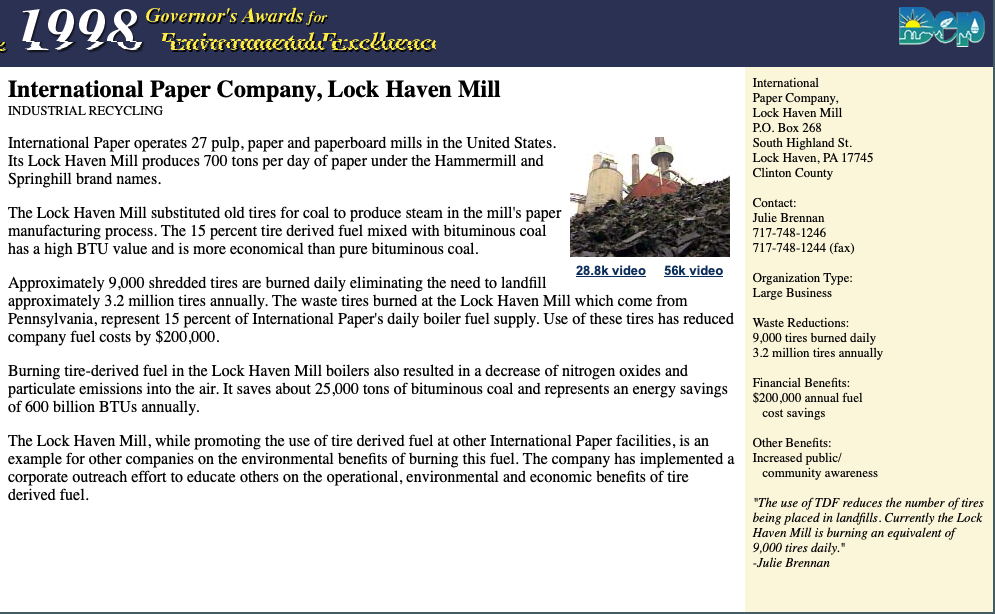 1998 Governor's Awards for
Environmental Excellence
Dep
International Paper Company, Lock Haven Mill
INDUSTRIAL RECYCLING
International Paper operates 27 pulp, paper and paperboard mills in the United States.
Its Lock Haven Mill produces 700 tons per day of paper under the Hammermill and
Springhill brand names.
The Lock Haven Mill substituted old tires for coal to produce steam in the mill's paper
manufacturing process. The 15 percent tire derived fuel mixed with bituminous coal
has a high BTU value and is more economical than pure bituminous coal.
28.8k video 56k video
Approximately 9,000 shredded tires are burned daily eliminating the need to landfill
approximately 3.2 million tires annually. The waste tires burned at the Lock Haven Mill which come from
Pennsylvania, represent 15 percent of International Paper's daily boiler fuel supply. Use of these tires has reduced
company fuel costs by $200,000.
Burning tire-derived fuel in the Lock Haven Mill boilers also resulted in a decrease of nitrogen oxides and
particulate emissions into the air. It saves about 25,000 tons of bituminous coal and represents an energy savings
of 600 billion BTUs annually.
The Lock Haven Mill, while promoting the use of tire derived fuel at other International Paper facilities, is an
example for other companies on the environmental benefits of burning this fuel. The company has implemented a
corporate outreach effort to educate others on the operational, environmental and economic benefits of tire
derived fuel.
International
Paper Company,
Lock Haven Mill
P.O. Box 268
South Highland St.
Lock Haven, PA 17745
Clinton County
Contact:
Julie Brennan
717-748-1246
717-748-1244 (fax)
Organization Type:
Large Business
Waste Reductions:
9,000 tires burned daily
3.2 million tires annually
Financial Benefits:
$200,000 annual fuel
cost savings
Other Benefits:
Increased public/
community awareness
"The use of TDF reduces the number of tires
being placed in landfills. Currently the Lock
Haven Mill is burning an equivalent of
9,000 tires daily."
-Julie Brennan